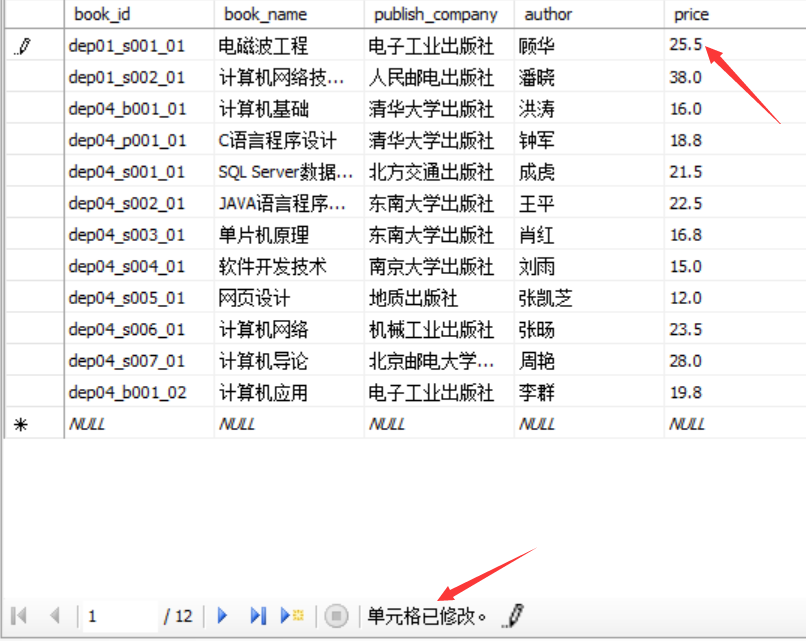 book_id book_name publish_company author price
dep01_s001_01 电磁波工程 电子工业出版社 顾华 25.5
dep01_s002_01 计算机网络技... 人民邮电出版社 潘晓 38.0
dep04_b001_01 计算机基础 清华大学出版社 洪涛 16.0
dep04_p001_01 C语言程序设计 清华大学出版社 钟军 18.8
dep04_s001_01 SQL Server数据... 北方交通出版社 成虎 21.5
dep04_s002_01 JAVA语言程序... 东南大学出版社 王平 22.5
dep04_s003_01 单片机原理 东南大学出版社 肖红 16.8
dep04_s004_01 软件开发技术 南京大学出版社 刘雨 15.0
dep04_s005_01 网页设计 地质出版社 张凯芝 12.0
dep04_s006_01 计算机网络 机械工业出版社 张旸 23.5
dep04_s007_01 计算机导论 北京邮电大学... 周艳 28.0
dep04_b001_02 计算机应用 电子工业出版社 李群 19.8
NULL NULL NULL NULL NULL
1 / 12 单元格已修改。